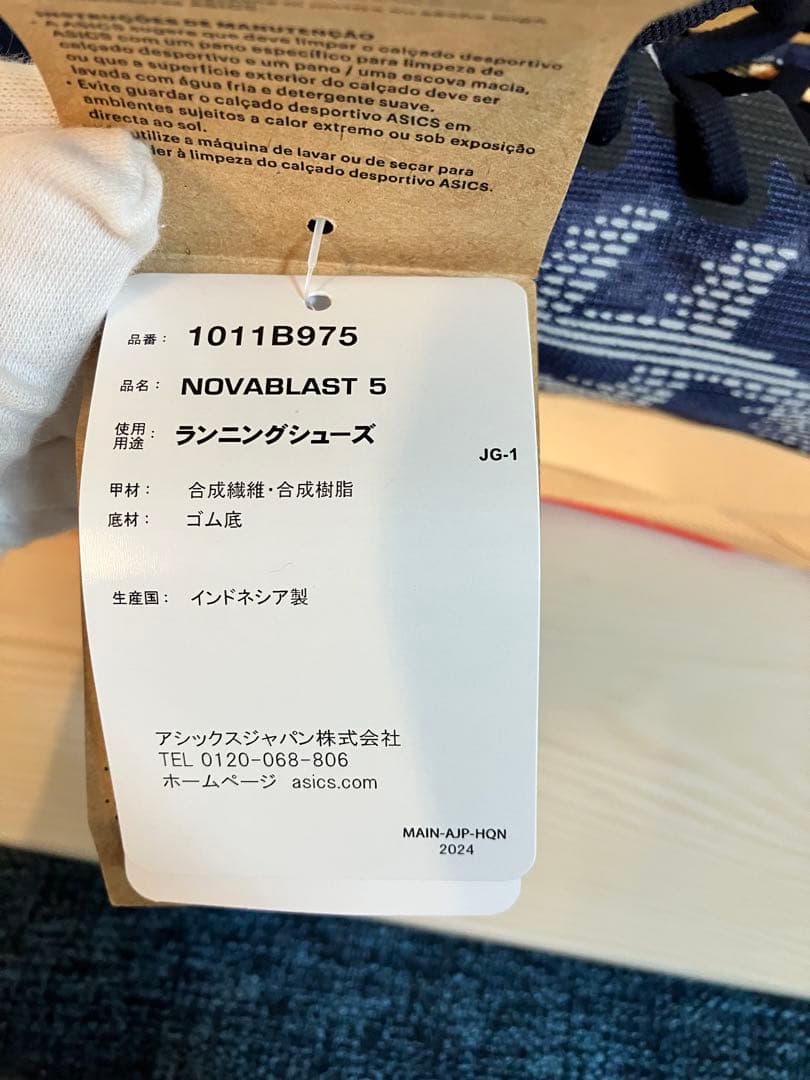 INSTRUÇÕES DE MANUTENÇÃO
A ASICS sugere que deve limpar o calçado desportivo
ASICS com um pano específico para limpeza de
calçado desportivo e um pano / uma escova macia,
ou que a superfície exterior do calçado deve ser
lavada com água fria e detergente suave.
• Evite guardar o calçado desportivo ASICS em
ambientes sujeitos a calor extremo ou sob exposição
directa ao sol.
utilize a máquina de lavar ou de secar para
à limpeza do calçado desportivo ASICS.
品番： 1011B975
品名： NOVABLAST 5
使用用途： ランニングシューズ
JG-1
甲材： 合成繊維・合成樹脂
底材： ゴム底
生産国： インドネシア製
アシックスジャパン株式会社
TEL 0120-068-806
ホームページ asics.com
MAIN-AJP-HQN
2024